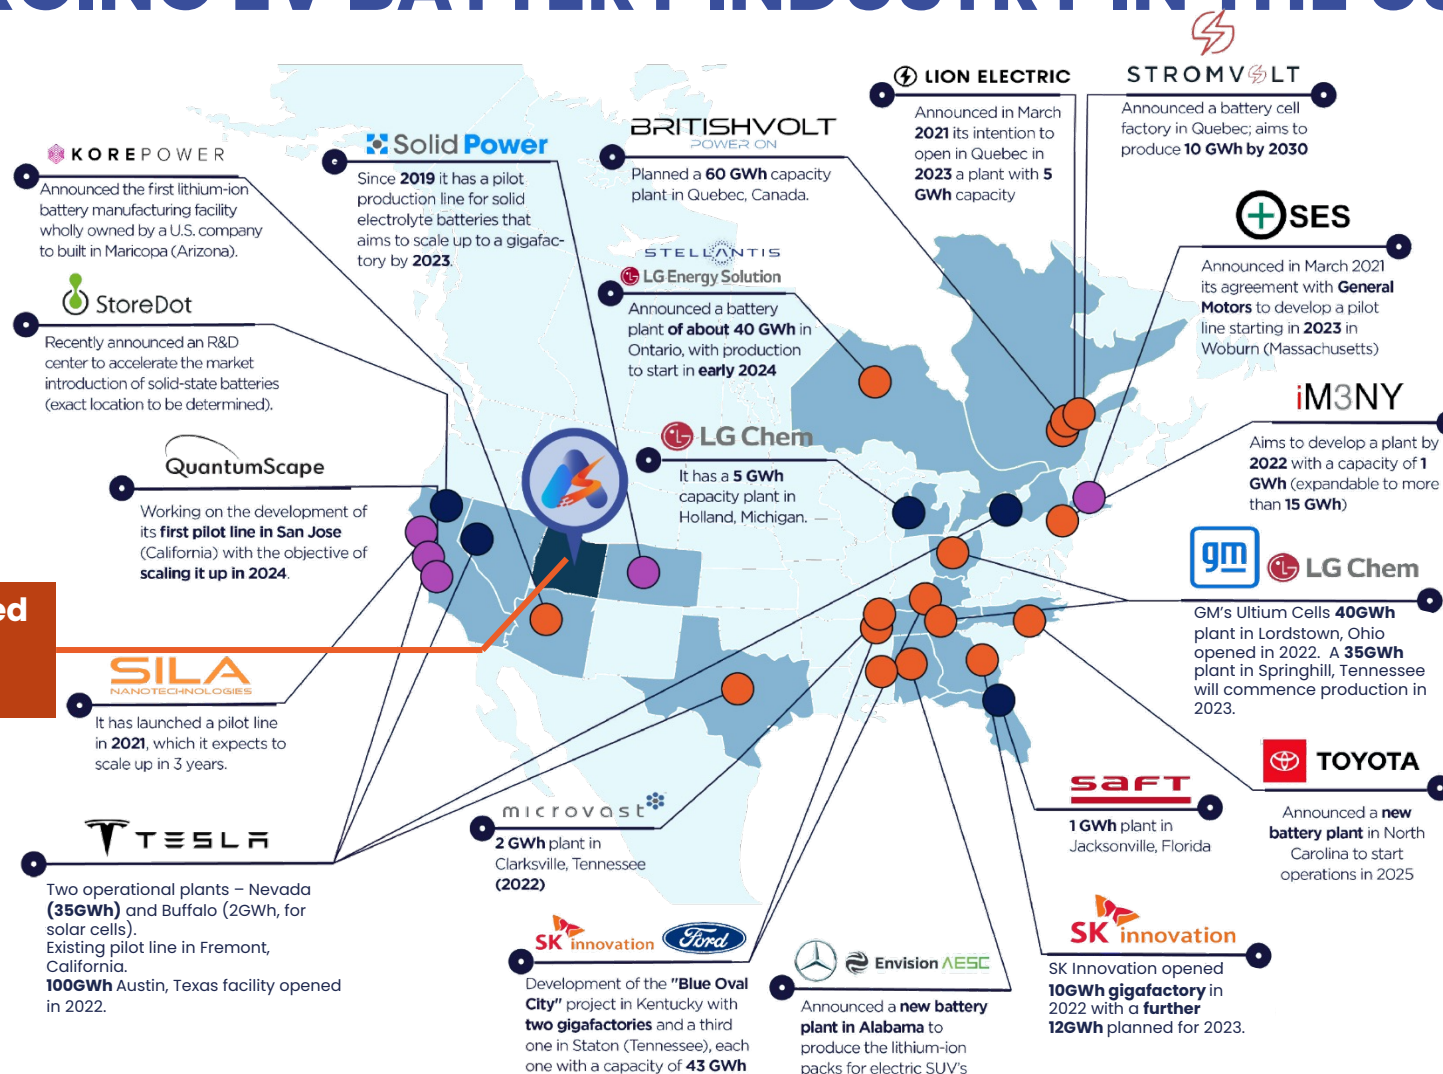 EV BATTERY INDUSTRY IN THE
LION ELECTRIC
Announced in March
2021 its intention to
open in Quebec in
2023 a plant with 5
GWh capacity
STROMVOLT
Announced a battery cell
factory in Quebec; aims to
produce 10 GWh by 2030
BRITISHVOLT
POWER ON
Planned a 60 GWh capacity
plant in Quebec, Canada.
Solid Power
Since 2019 it has a pilot
production line for solid
electrolyte batteries that
aims to scale up to a gigafac-
tory by 2023.
KOREPOWER
Announced the first lithium-ion
battery manufacturing facility
wholly owned by a U.S. company
to built in Maricopa (Arizona).
SES
Announced in March 2021
its agreement with General
Motors to develop a pilot
line starting in 2023 in
Woburn (Massachusetts)
STELLANTIS
LG Energy Solution
Announced a battery
plant of about 40 GWh in
Ontario, with production
to start in early 2024
StoreDot
Recently announced an R&D
center to accelerate the market
introduction of solid-state batteries
(exact location to be determined).
iM3NY
Aims to develop a plant by
2022 with a capacity of 1
GWh (expandable to more
than 15 GWh)
LG Chem
It has a 5 GWh
capacity plant in
Holland, Michigan.
QuantumScape
Working on the development of
its first pilot line in San Jose
(California) with the objective of
scaling it up in 2024.
gm LG Chem
GM's Ultium Cells 40GWh
plant in Lordstown, Ohio
opened in 2022. A 35GWh
plant in Springhill, Tennessee
will commence production in
2023.
ed
SILA
NANOTECHNOLOGIES
It has launched a pilot line
in 2021, which it expects to
scale up in 3 years.
TOYOTA
Announced a new
battery plant in North
Carolina to start
operations in 2025
saft
1 GWh plant in
Jacksonville, Florida
microvast
2 GWh plant in
Clarksville, Tennessee
(2022)
TESLA
Two operational plants – Nevada
(35GWh) and Buffalo (2GWh, for
solar cells).
Existing pilot line in Fremont,
California.
100GWh Austin, Texas facility opened
in 2022.
SK innovation Ford
Development of the "Blue Oval
City" project in Kentucky with
two gigafactories and a third
one in Staton (Tennessee), each
one with a capacity of 43 GWh
Envision AESC
Announced a new battery
plant in Alabama to
produce the lithium-ion
packs for electric SUV's
SK innovation
SK Innovation opened
10GWh gigafactory in
2022 with a further
12GWh planned for 2023.